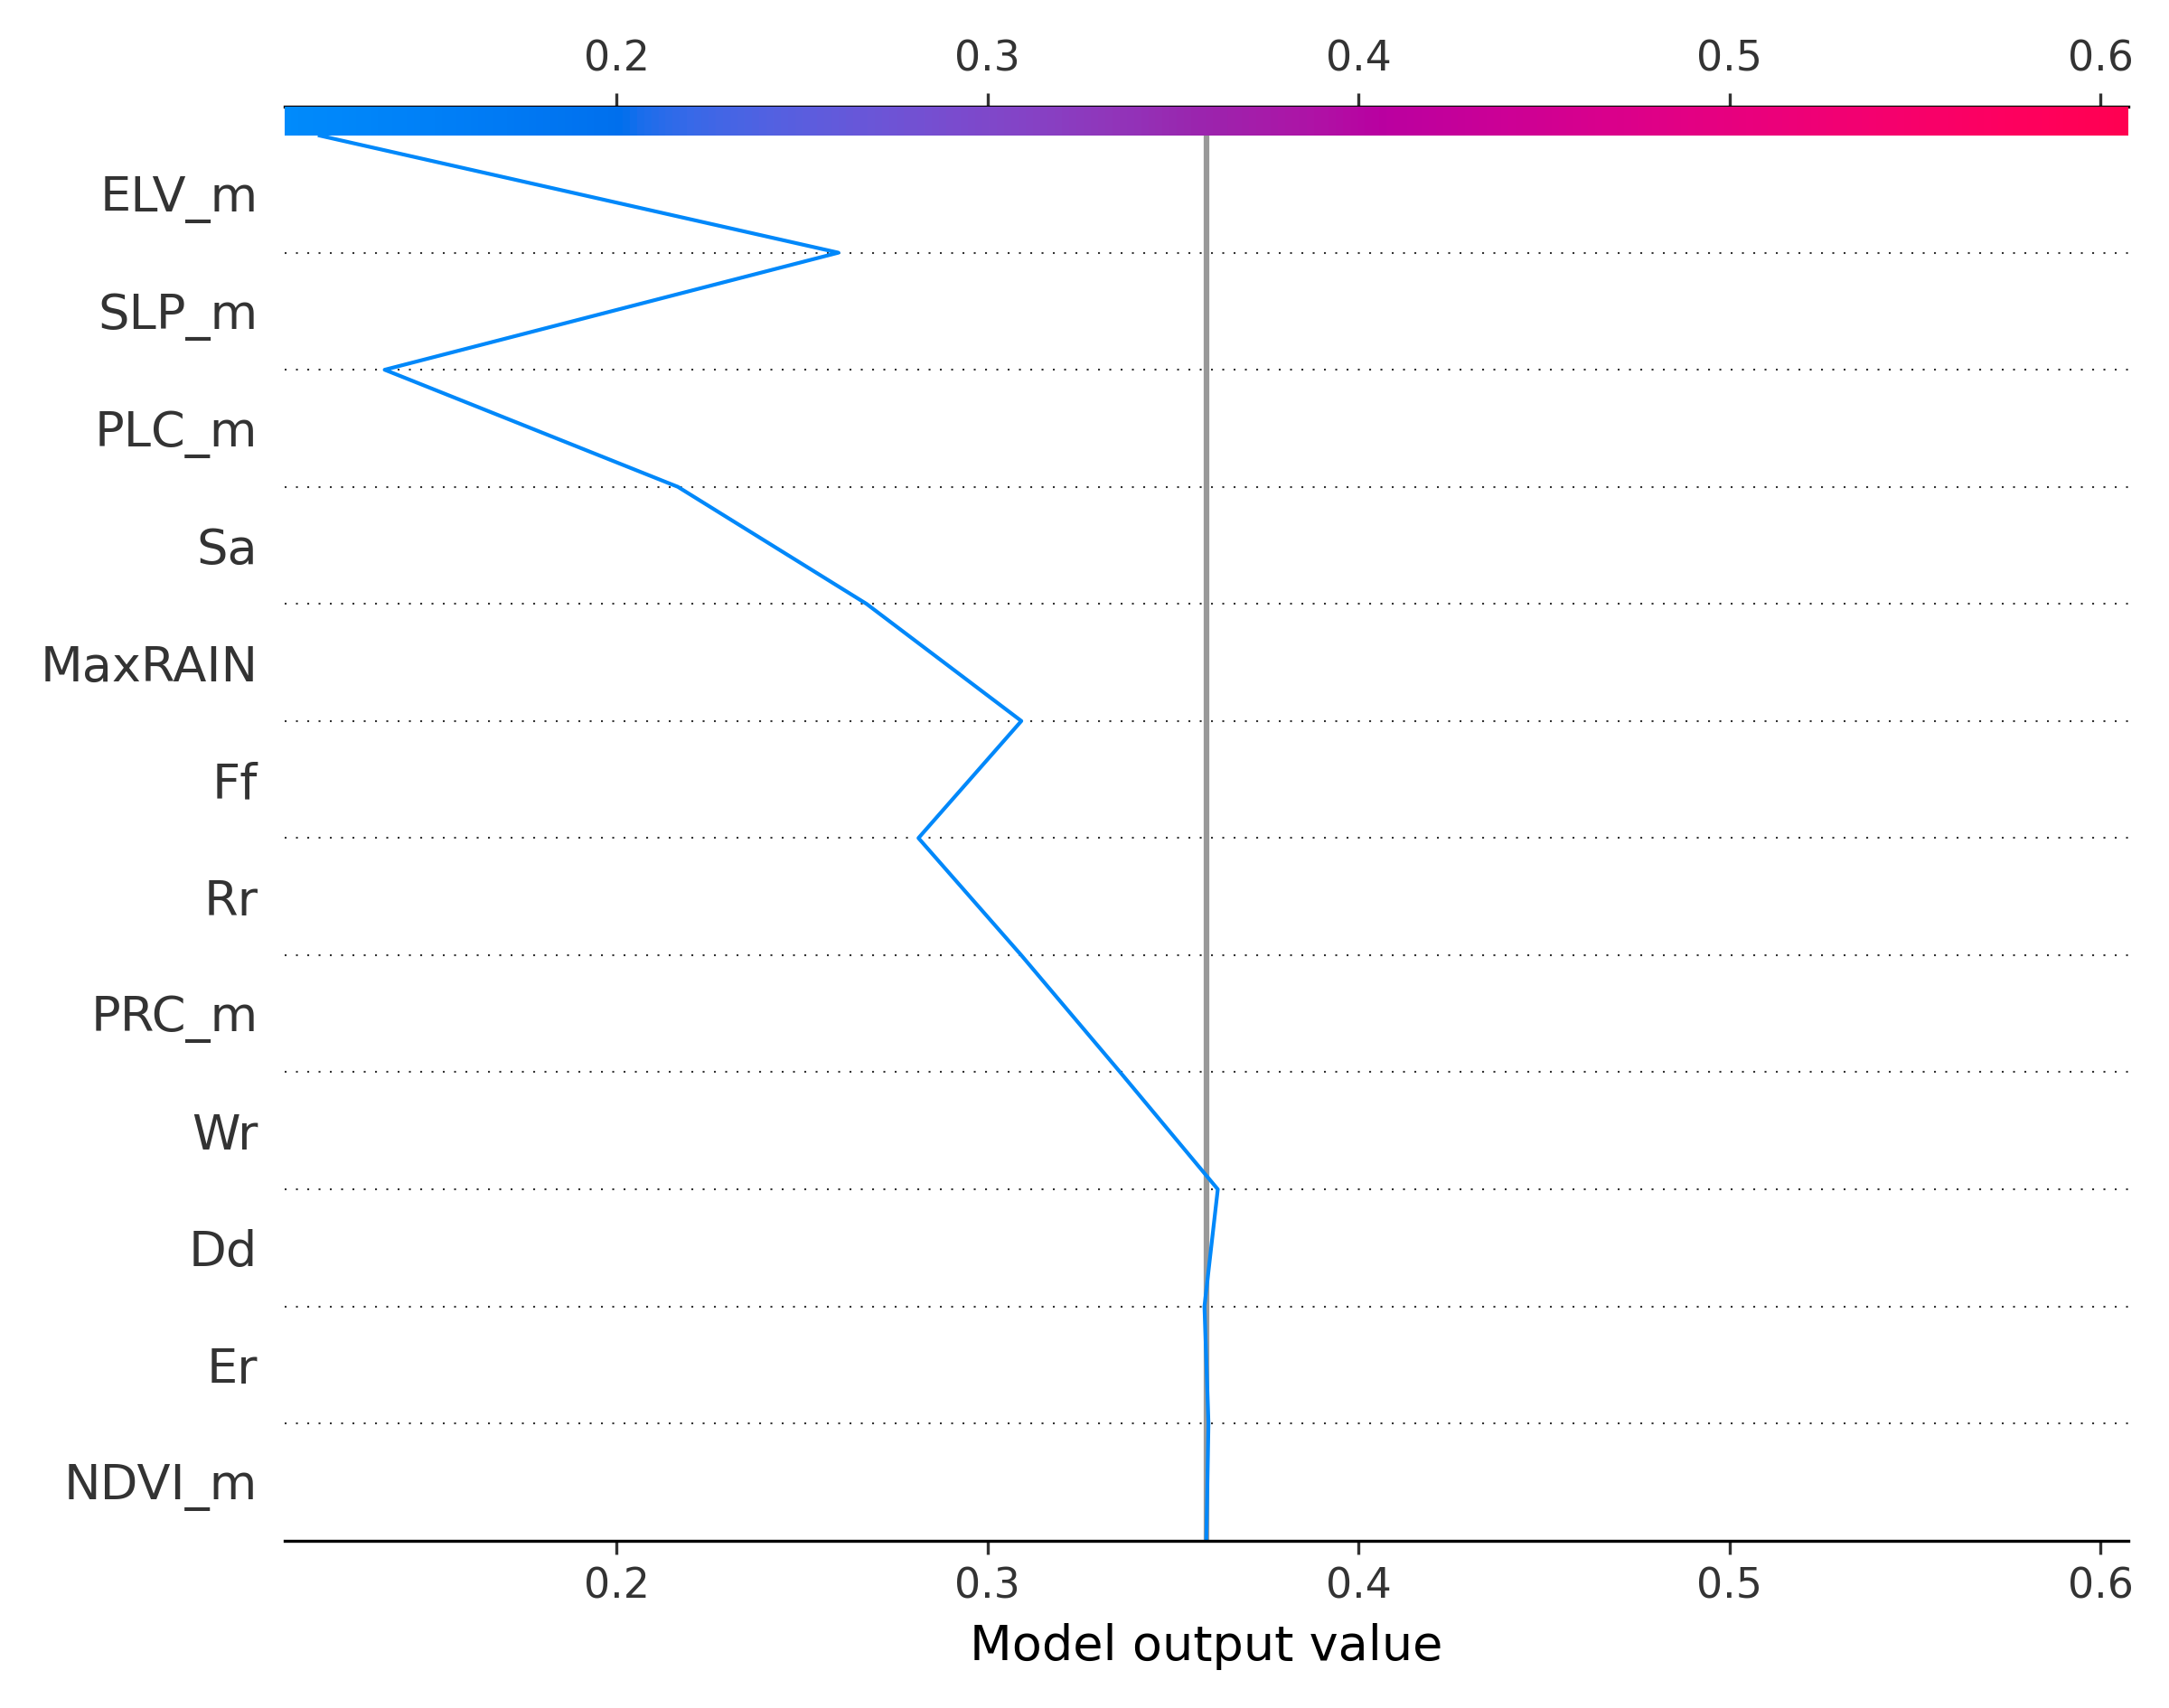 0.2 0.3 0.4 0.5 0.6
ELV_m
SLP_m
PLC_m
Sa
MaxRAIN
Ff
Rr
PRC_m
Wr
Dd
Er
NDVI_m
0.2 0.3 0.4 0.5 0.6
Model output value